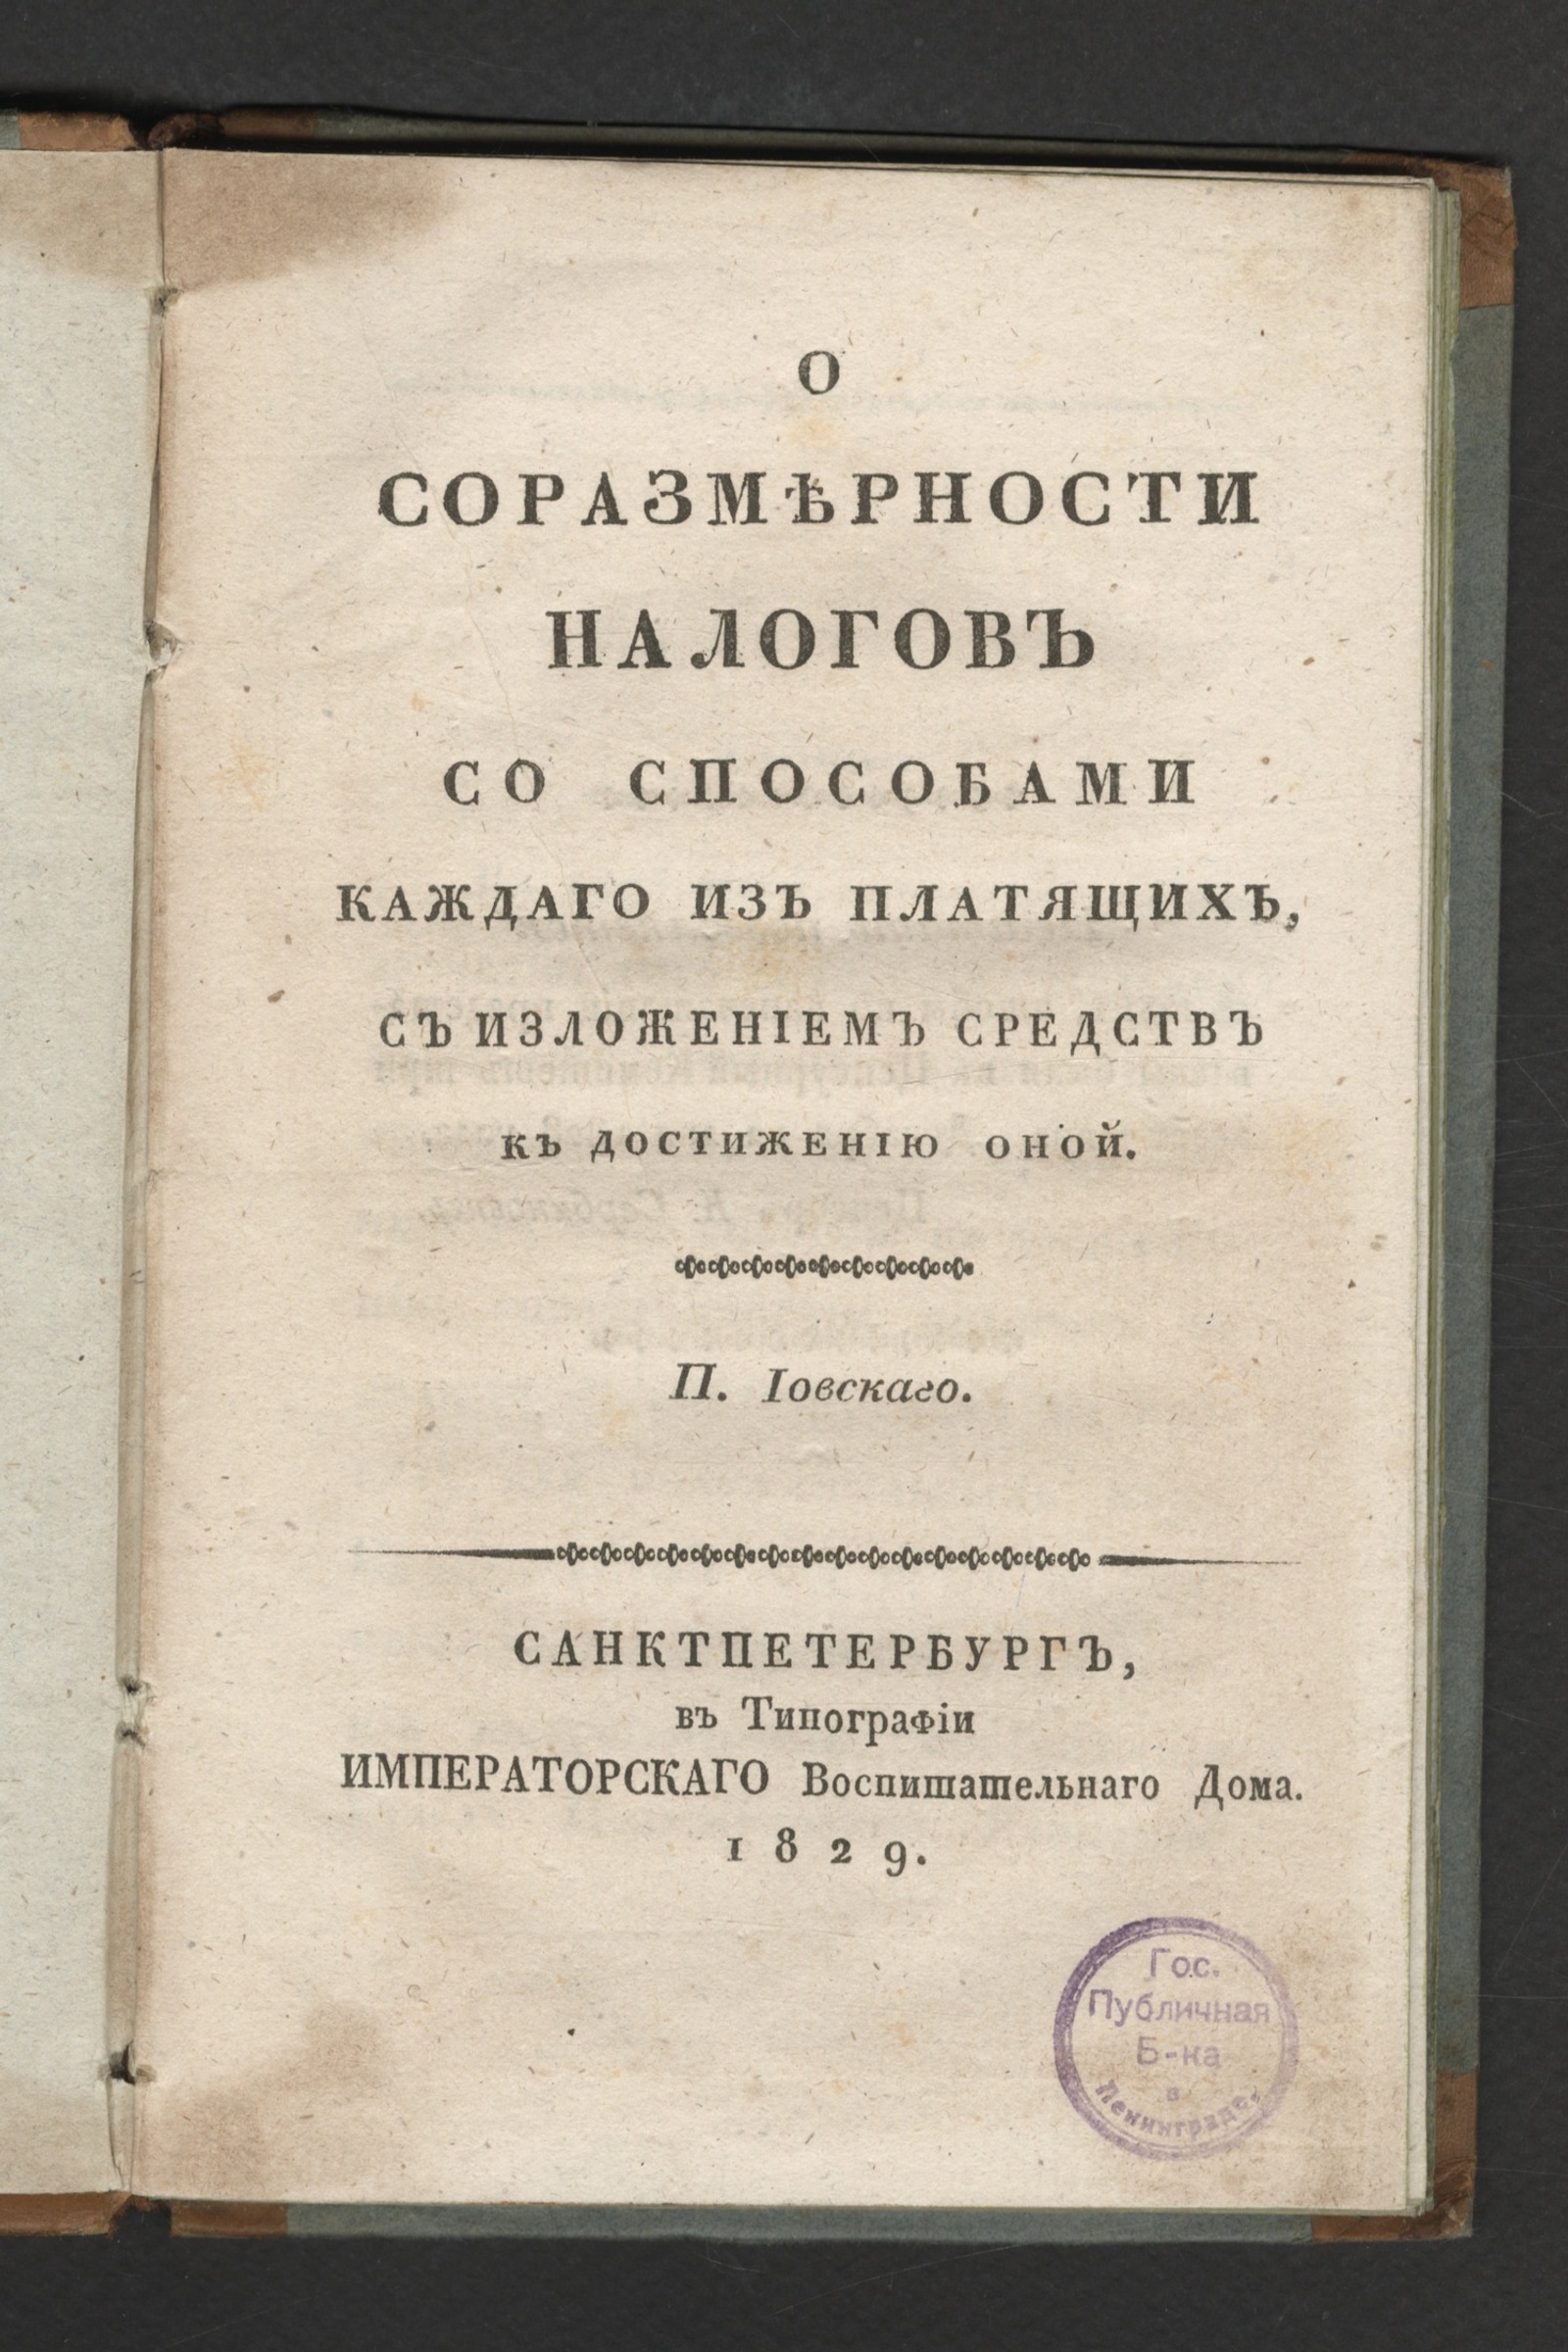 О
СОРАЗМѢРНОСТИ
НАЛОГОВЪ
СО СПОСОБАМИ
КАЖДАГО ИЗЪ ПЛАТЯЩИХЪ,
СЪ ИЗЛОЖЕНІЕМЪ СРЕДСТВЪ
КЪ ДОСТИЖЕНІЮ ОНОЙ.
П. Іовскаго.
САНКТПЕТЕРБУРГЪ,
въ Типографіи
ИМПЕРАТОРСКАГО Воспитательнаго Дома.
1829.
Гос.
Публичная
Б-ка
в
Ленинграде.